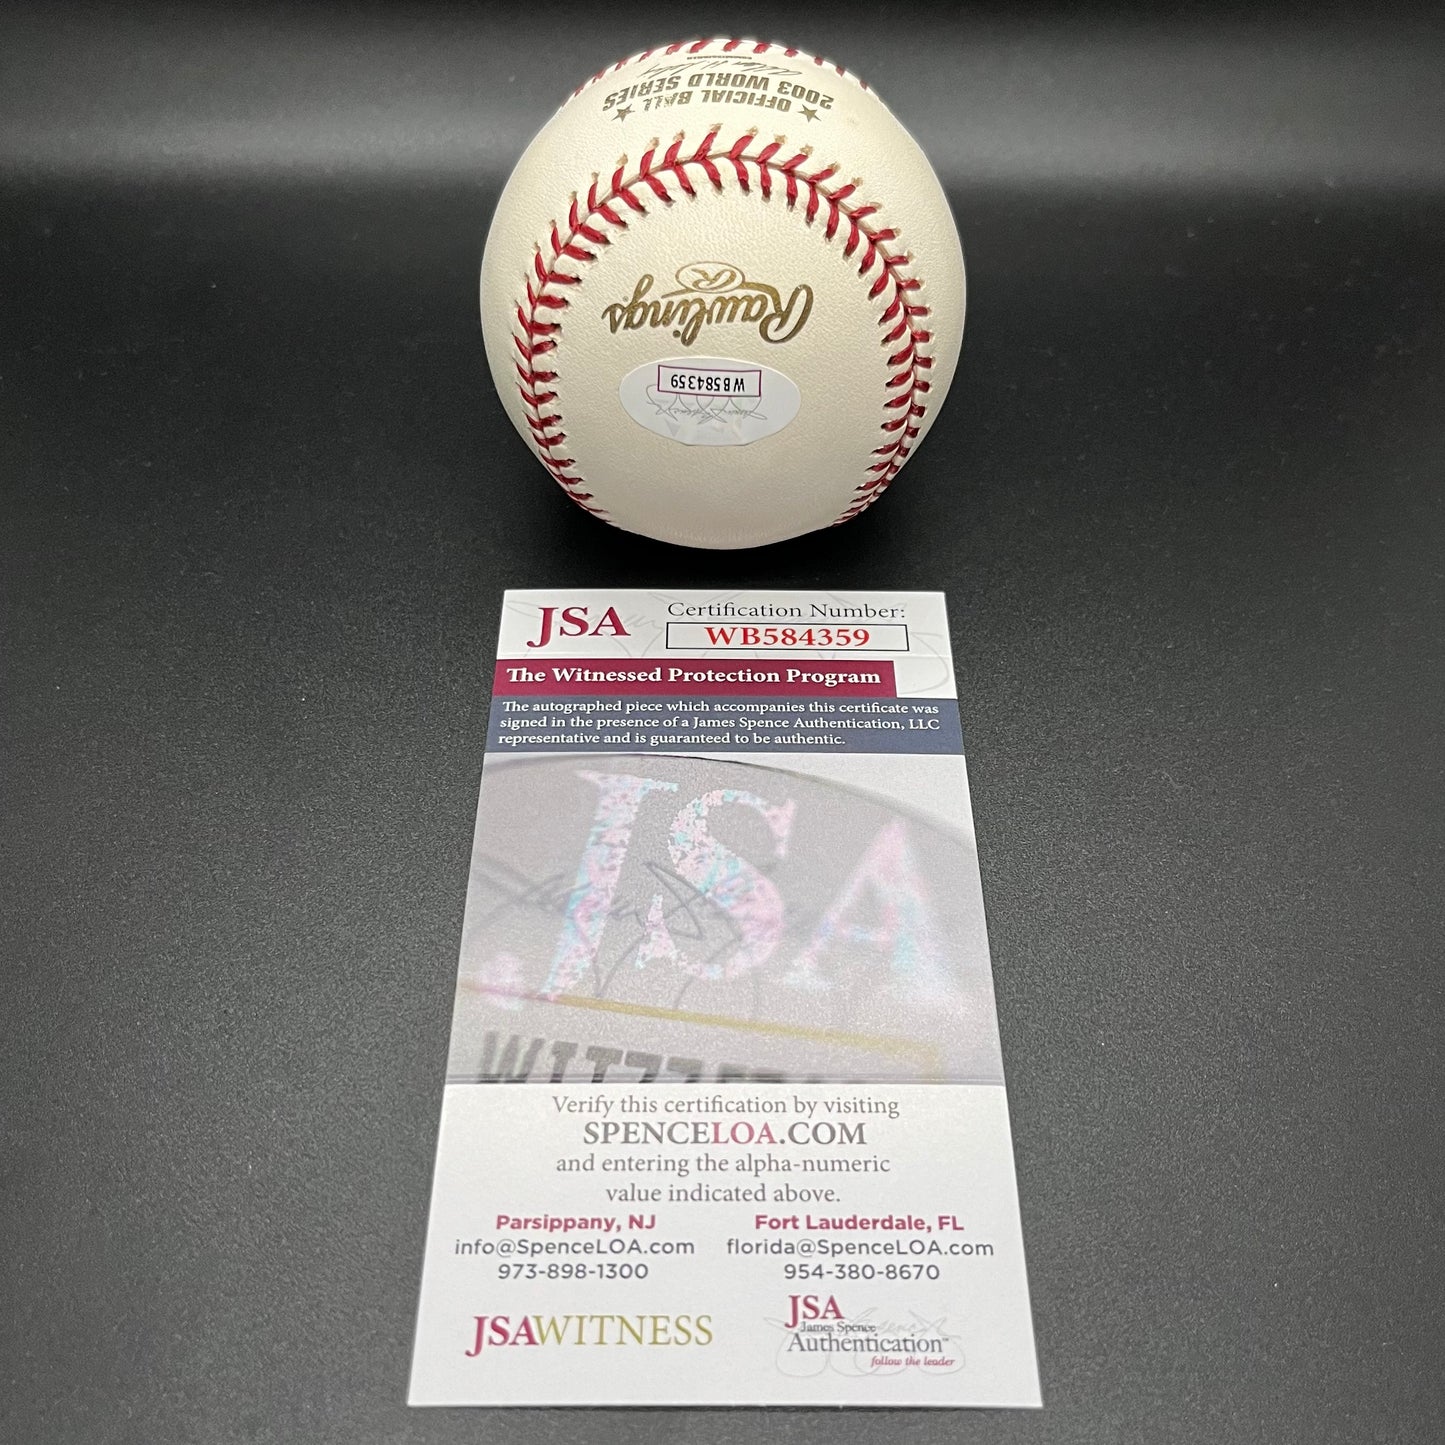 OFFICIAL BALL
2003 WORLD SERIES
Rawlings
R
WB584359
JSA
Certification Number:
WB584359
The Witnessed Protection Program
The autographed piece which accompanies this certificate was
signed in the presence of a James Spence Authentication, LLC
representative and is guaranteed to be authentic.
JSA
Verify this certification by visiting
SPENCELOA.COM
and entering the alpha-numeric
value indicated above.
Parsippany, NJ
info@SpenceLOA.com
973-898-1300
Fort Lauderdale, FL
florida@SpenceLOA.com
954-380-8670
JSAWITNESS
JSA
James Spence
Authentication™
follow the leader